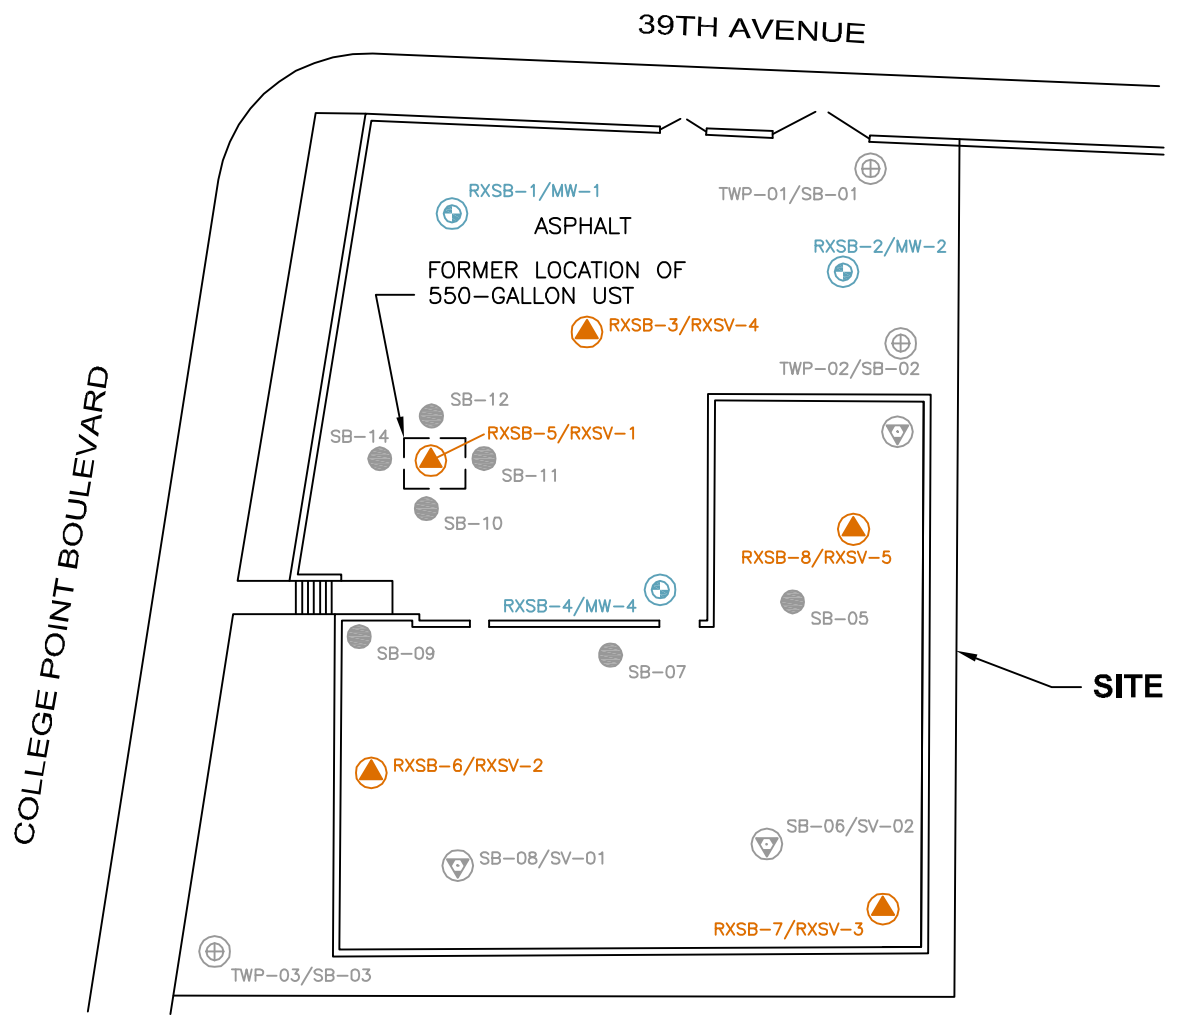 39TH AVENUE
RXSB-1/MW-1
TWP-01/SB-01
ASPHALT
RXSB-2/MW-2
FORMER LOCATION OF
550-GALLON UST
RXSB-3/RXSV-4
TWP-02/SB-02
COLLEGE POINT BOULEVARD
SB-12
SB-14
RXSB-5/RXSV-1
SB-11
SB-10
RXSB-8/RXSV-5
RXSB-4/MW-4
SB-05
SB-09
SB-07
SITE
RXSB-6/RXSV-2
SB-06/SV-02
SB-08/SV-01
RXSB-7/RXSV-3
TWP-03/SB-03